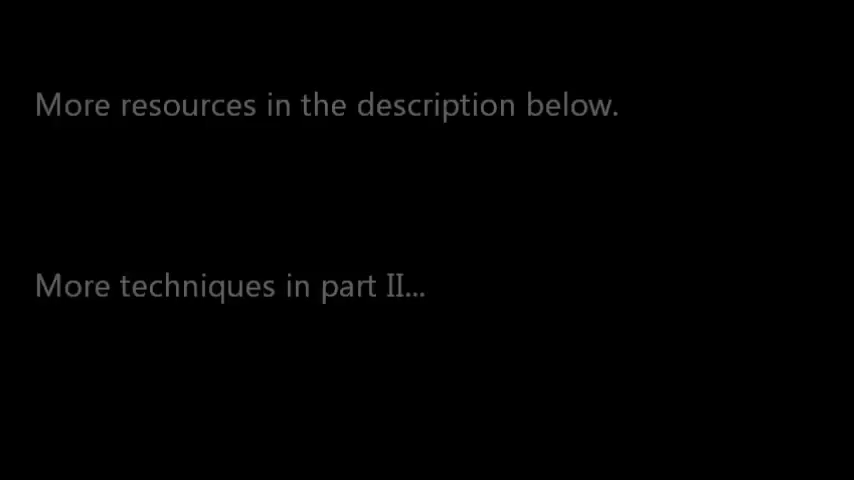 More resources in the description below.
More techniques in part II...